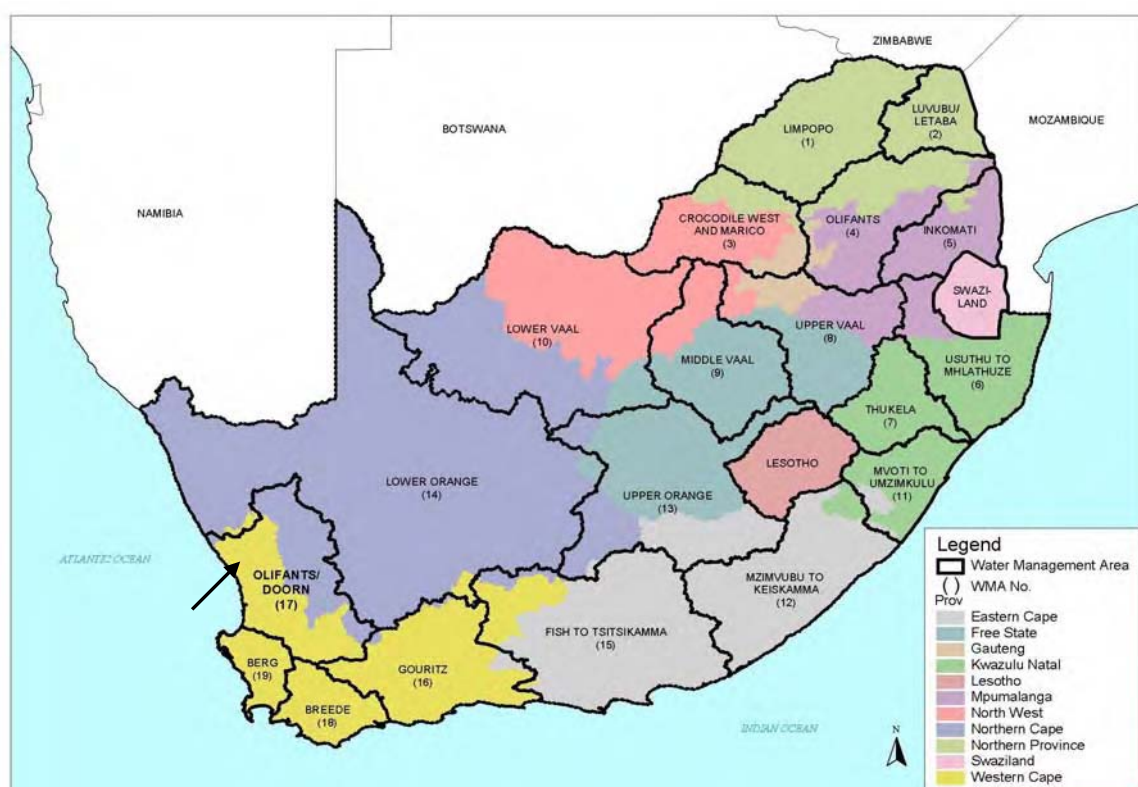 ZIMBABWE
BOTSWANA
MOZAMBIQUE
NAMIBIA
LIMPOPO
(1)
LUVUBU/
LETABA
(2)
CROCODILE WEST
AND MARICO
(3)
OLIFANTS
(4)
INKOMATI
(5)
SWAZI-
LAND
LOWER VAAL
(10)
UPPER VAAL
(8)
MIDDLE VAAL
(9)
USUTHU TO
MHLATHUZE
(6)
THUKELA
(7)
LESOTHO
MVOTI TO
UMZIMKULU
(11)
LOWER ORANGE
(14)
UPPER ORANGE
(13)
ATLANTIC OCEAN
OLIFANTS/
DOORN
(17)
MZIMVUBU TO
KEISKAMMA
(12)
FISH TO TSITSIKAMMA
(15)
BERG
(19)
GOURITZ
(16)
BREEDE
(18)
INDIAN OCEAN
N
Legend
Water Management Area
( ) WMA No.
Prov
Eastern Cape
Free State
Gauteng
Kwazulu Natal
Lesotho
Mpumalanga
North West
Northern Cape
Northern Province
Swaziland
Western Cape